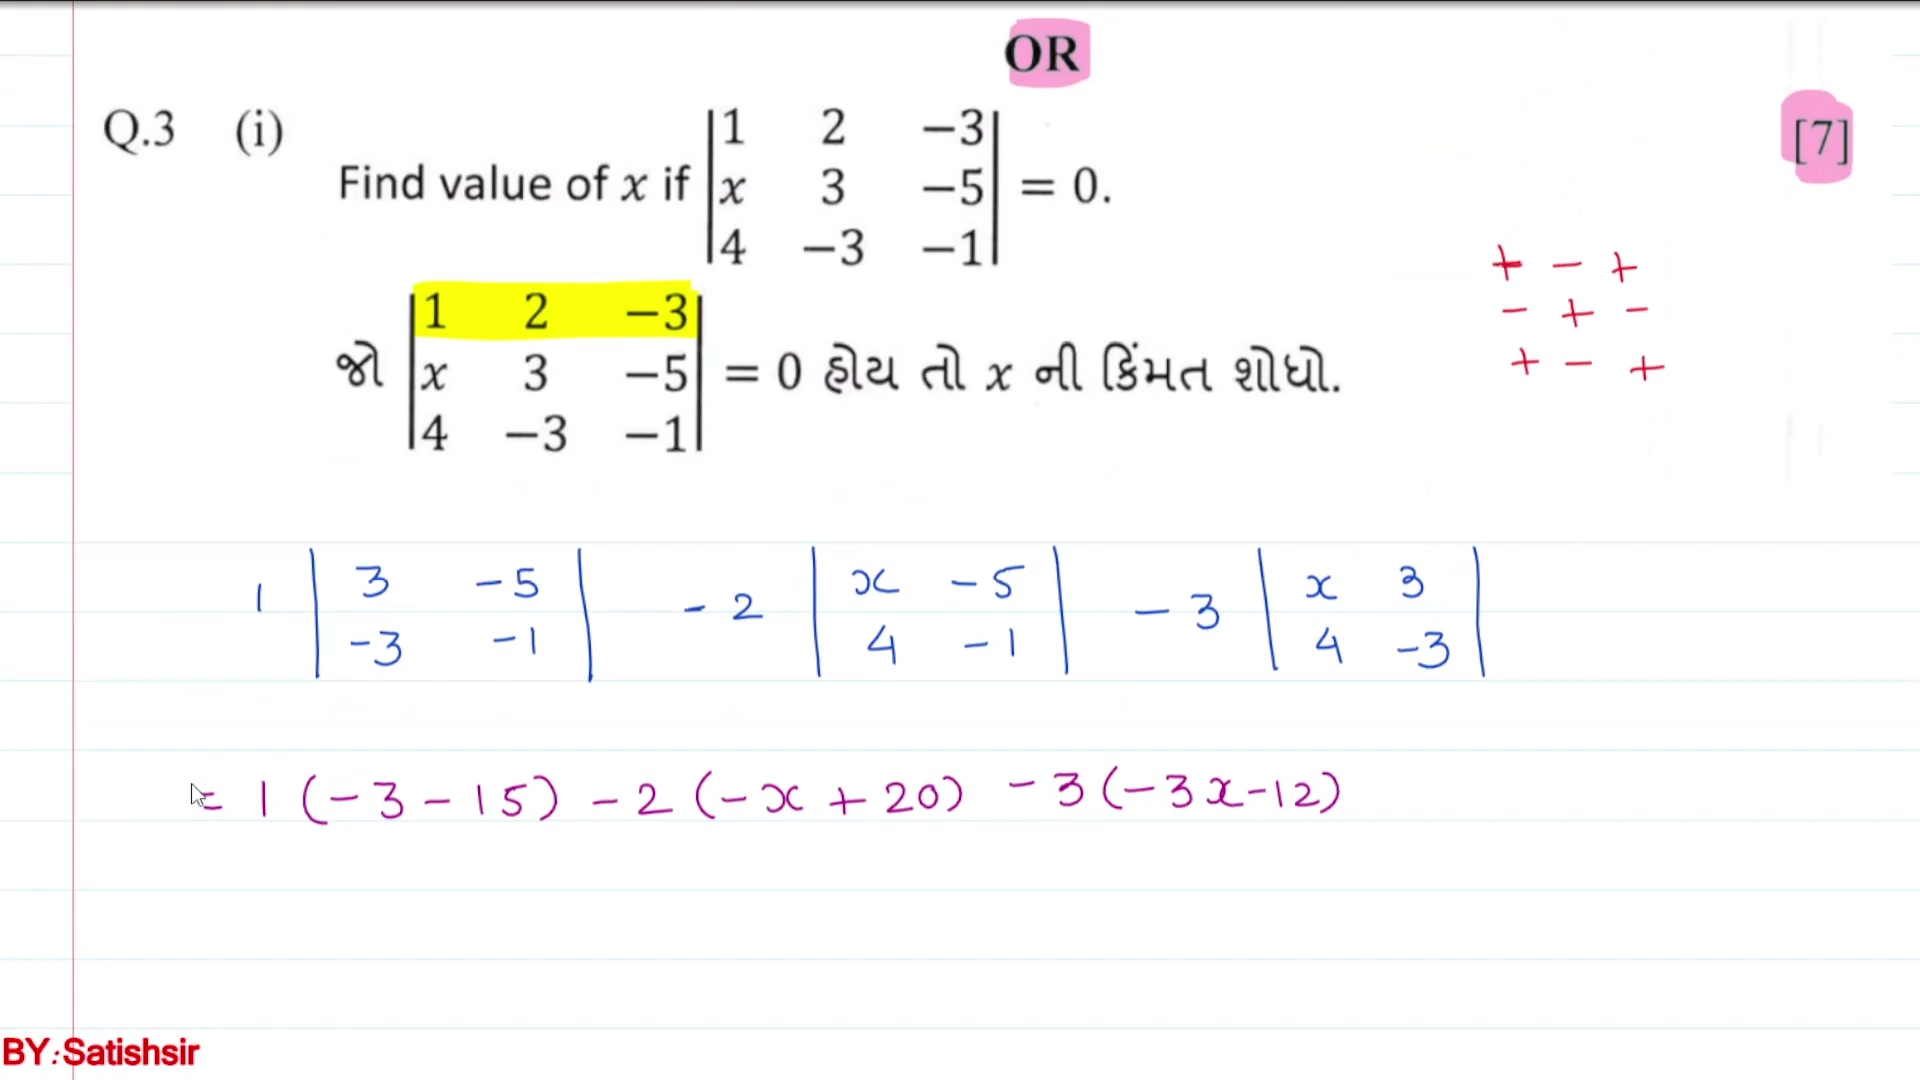 OR
Q.3 (i) Find value of x if |1 2 −3| = 0. [7]
|x 3 −5|
|4 −3 −1|
+ − +
− + −
+ − +
જો |1 2 −3| = 0 હોય તો x ની કિંમત શોધો.
|x 3 −5|
|4 −3 −1|
1 |3 −5| − 2 |x −5| − 3 |x 3|
|−3 −1| |4 −1| |4 −3|
= 1 (−3 − 15) − 2 (−x + 20) − 3 (−3x − 12)
BY:Satishsir